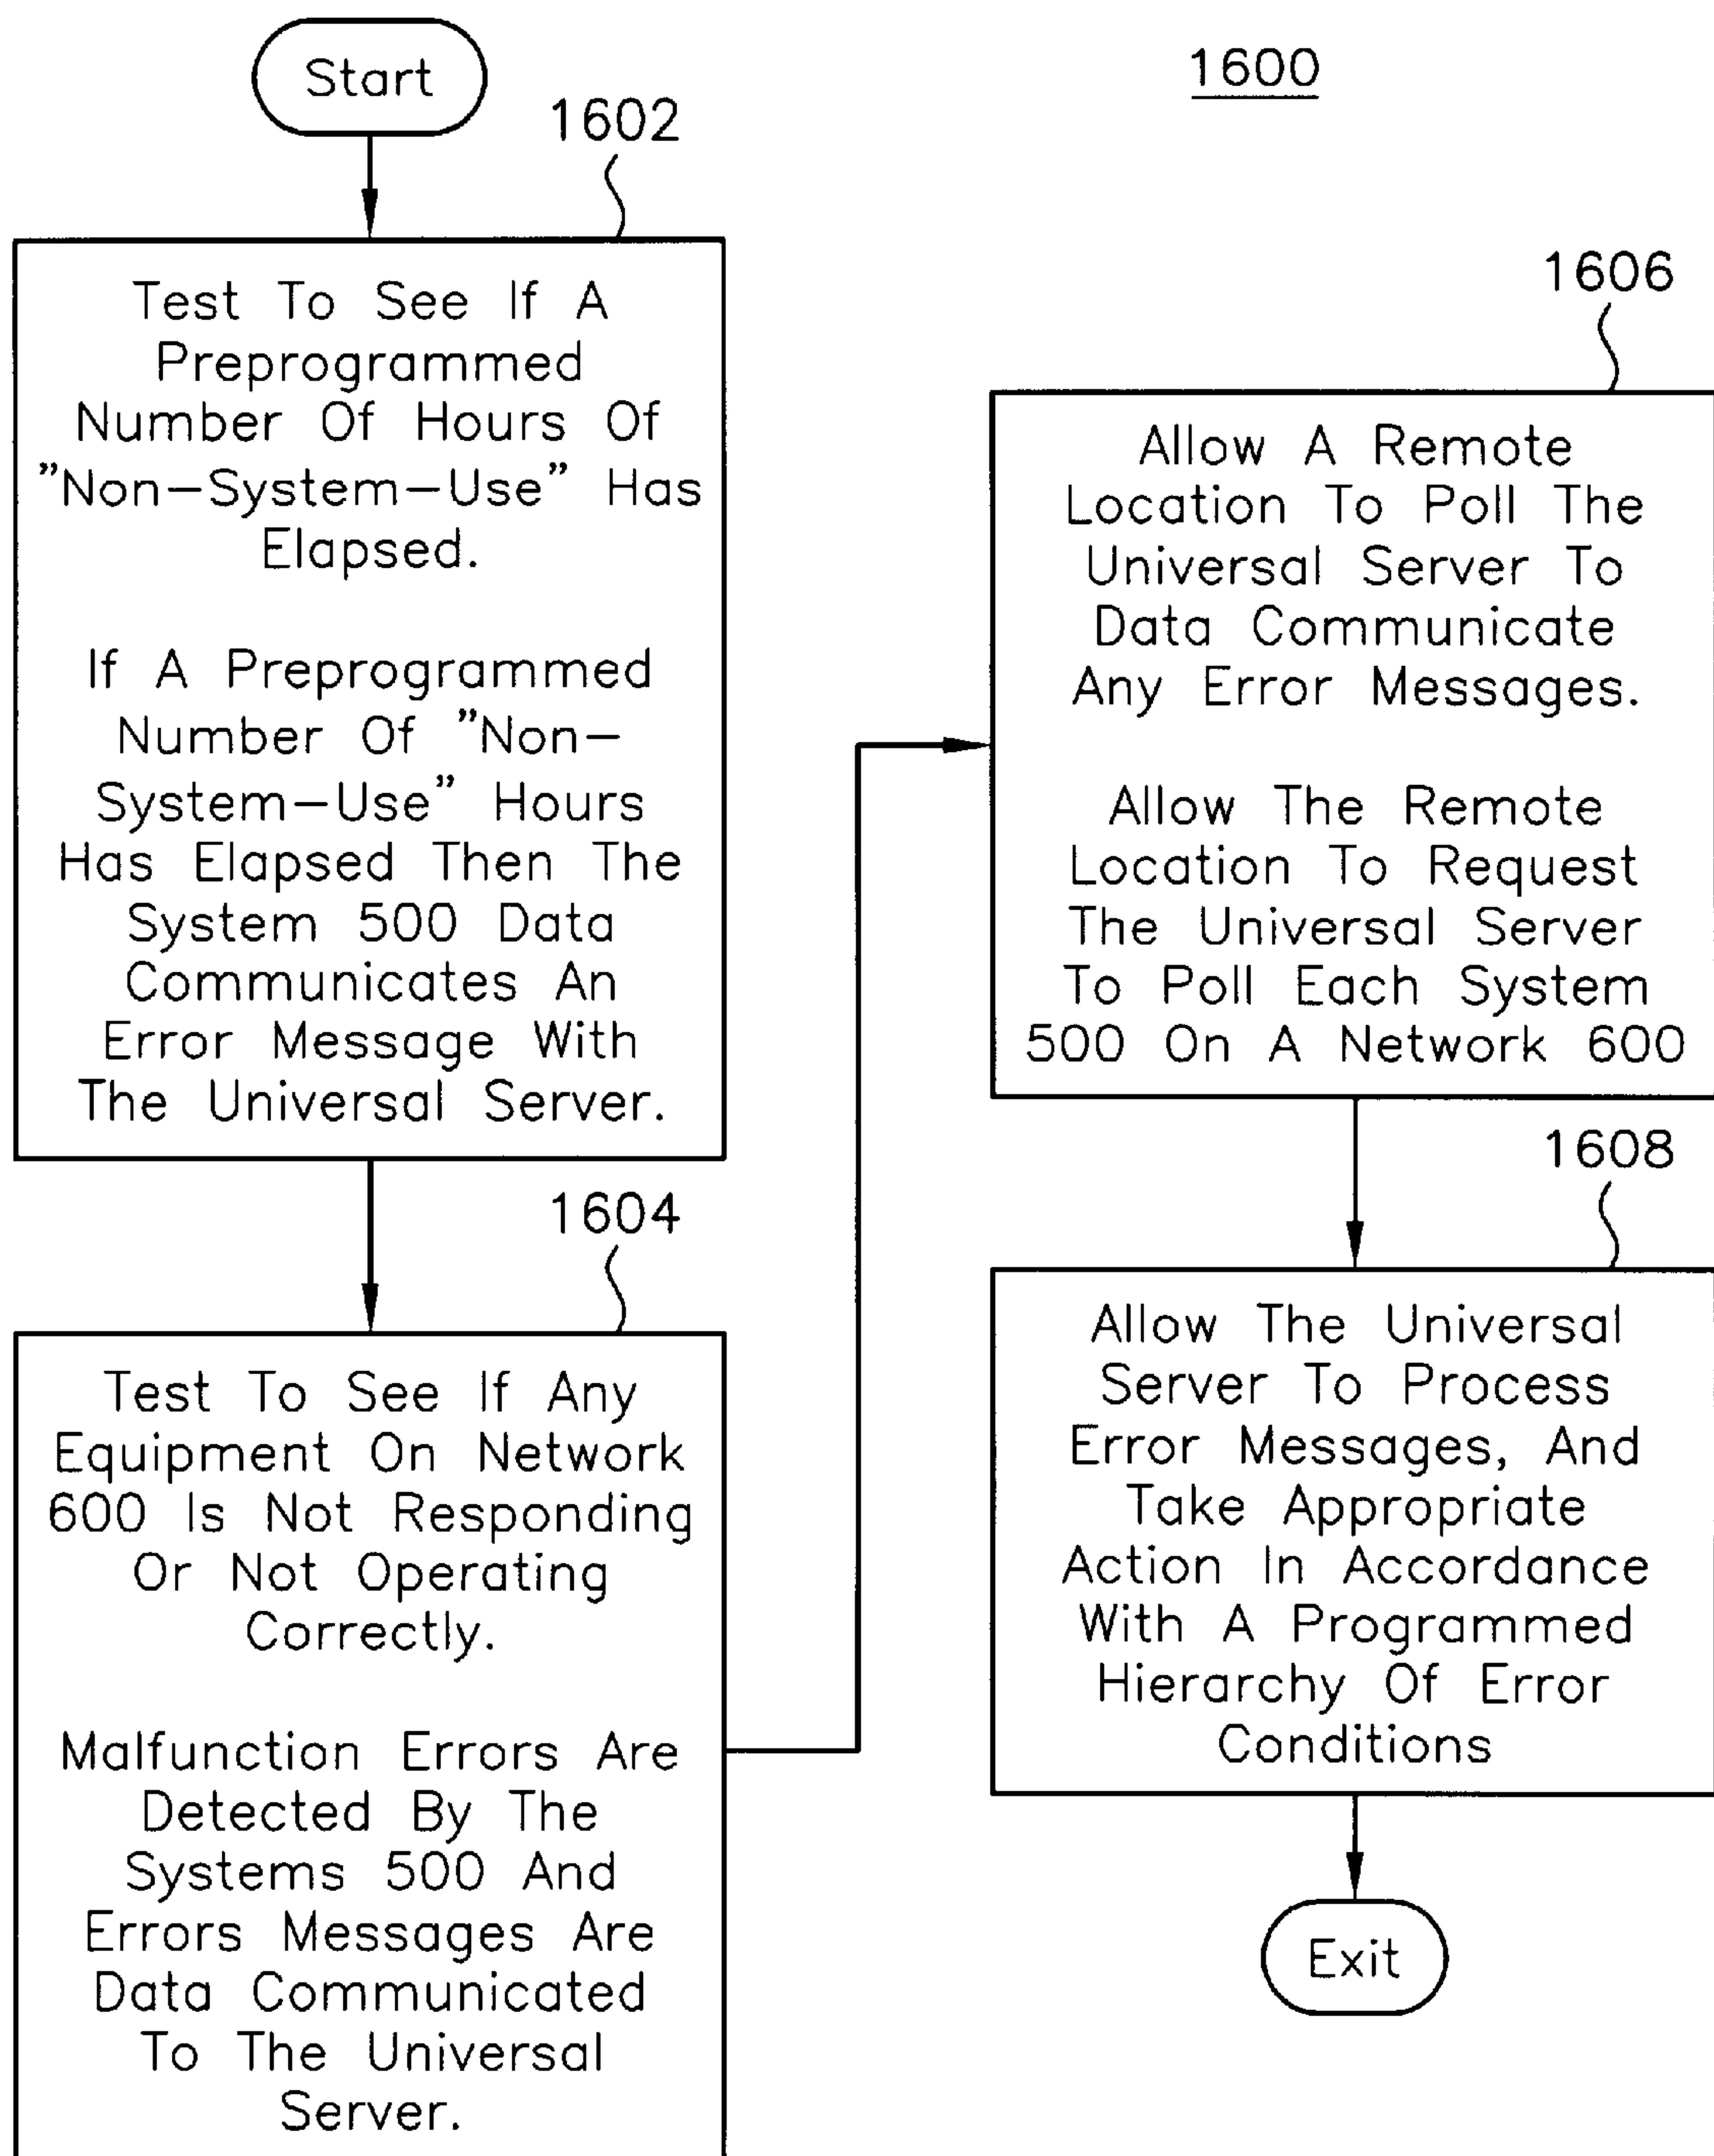 Start
1600
1602
Test To See If A
Preprogrammed
Number Of Hours Of
"Non-System-Use" Has
Elapsed.
If A Preprogrammed
Number Of "Non-
System-Use" Hours
Has Elapsed Then The
System 500 Data
Communicates An
Error Message With
The Universal Server.
1604
Test To See If Any
Equipment On Network
600 Is Not Responding
Or Not Operating
Correctly.
Malfunction Errors Are
Detected By The
Systems 500 And
Errors Messages Are
Data Communicated
To The Universal
Server.
1606
Allow A Remote
Location To Poll The
Universal Server To
Data Communicate
Any Error Messages.
Allow The Remote
Location To Request
The Universal Server
To Poll Each System
500 On A Network 600
1608
Allow The Universal
Server To Process
Error Messages, And
Take Appropriate
Action In Accordance
With A Programmed
Hierarchy Of Error
Conditions
Exit